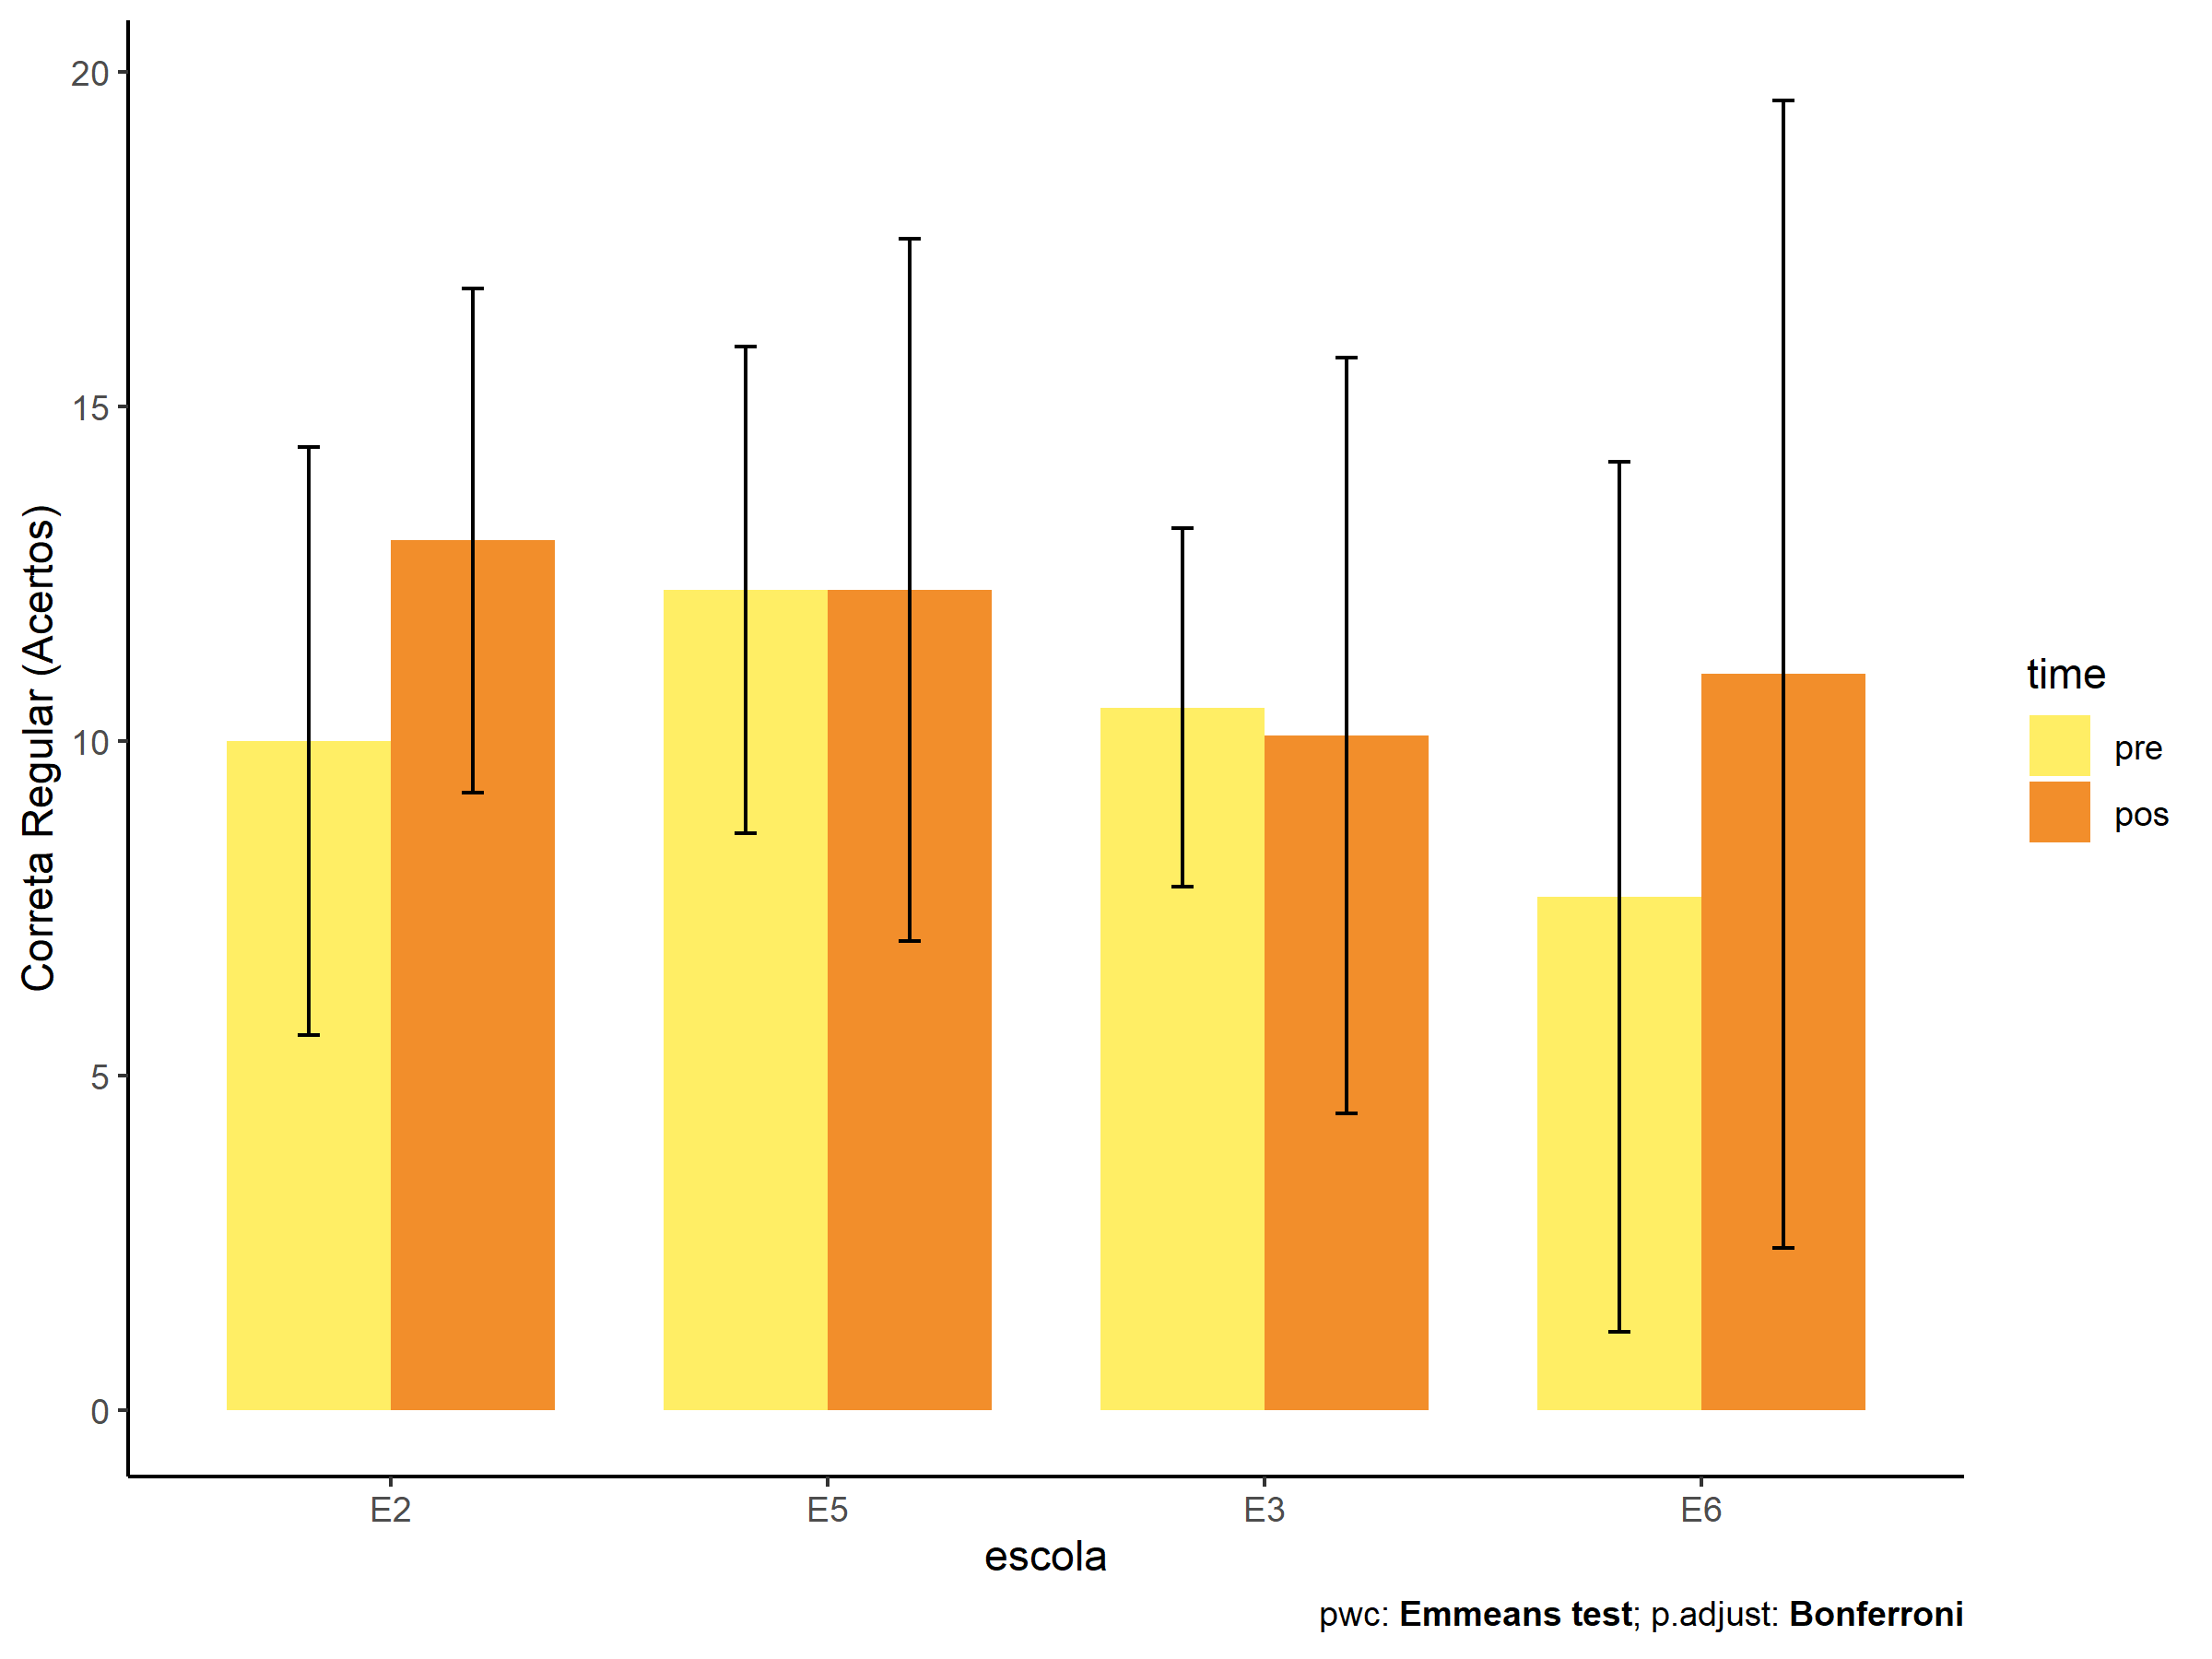 Correta Regular (Acertos)
20
15
10
5
0
E2
E5
E3
E6
escola
time
pre
pos
pwc: Emmeans test; p.adjust: Bonferroni